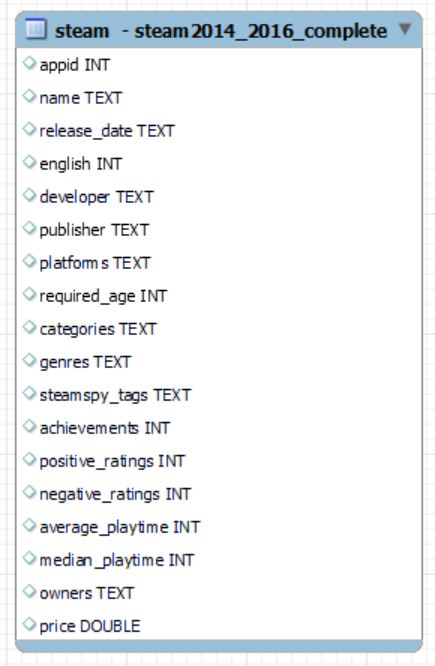 steam - steam2014_2016_complete
appid INT
name TEXT
release_date TEXT
english INT
developer TEXT
publisher TEXT
platforms TEXT
required_age INT
categories TEXT
genres TEXT
steamspy_tags TEXT
achievements INT
positive_ratings INT
negative_ratings INT
average_playtime INT
median_playtime INT
owners TEXT
price DOUBLE